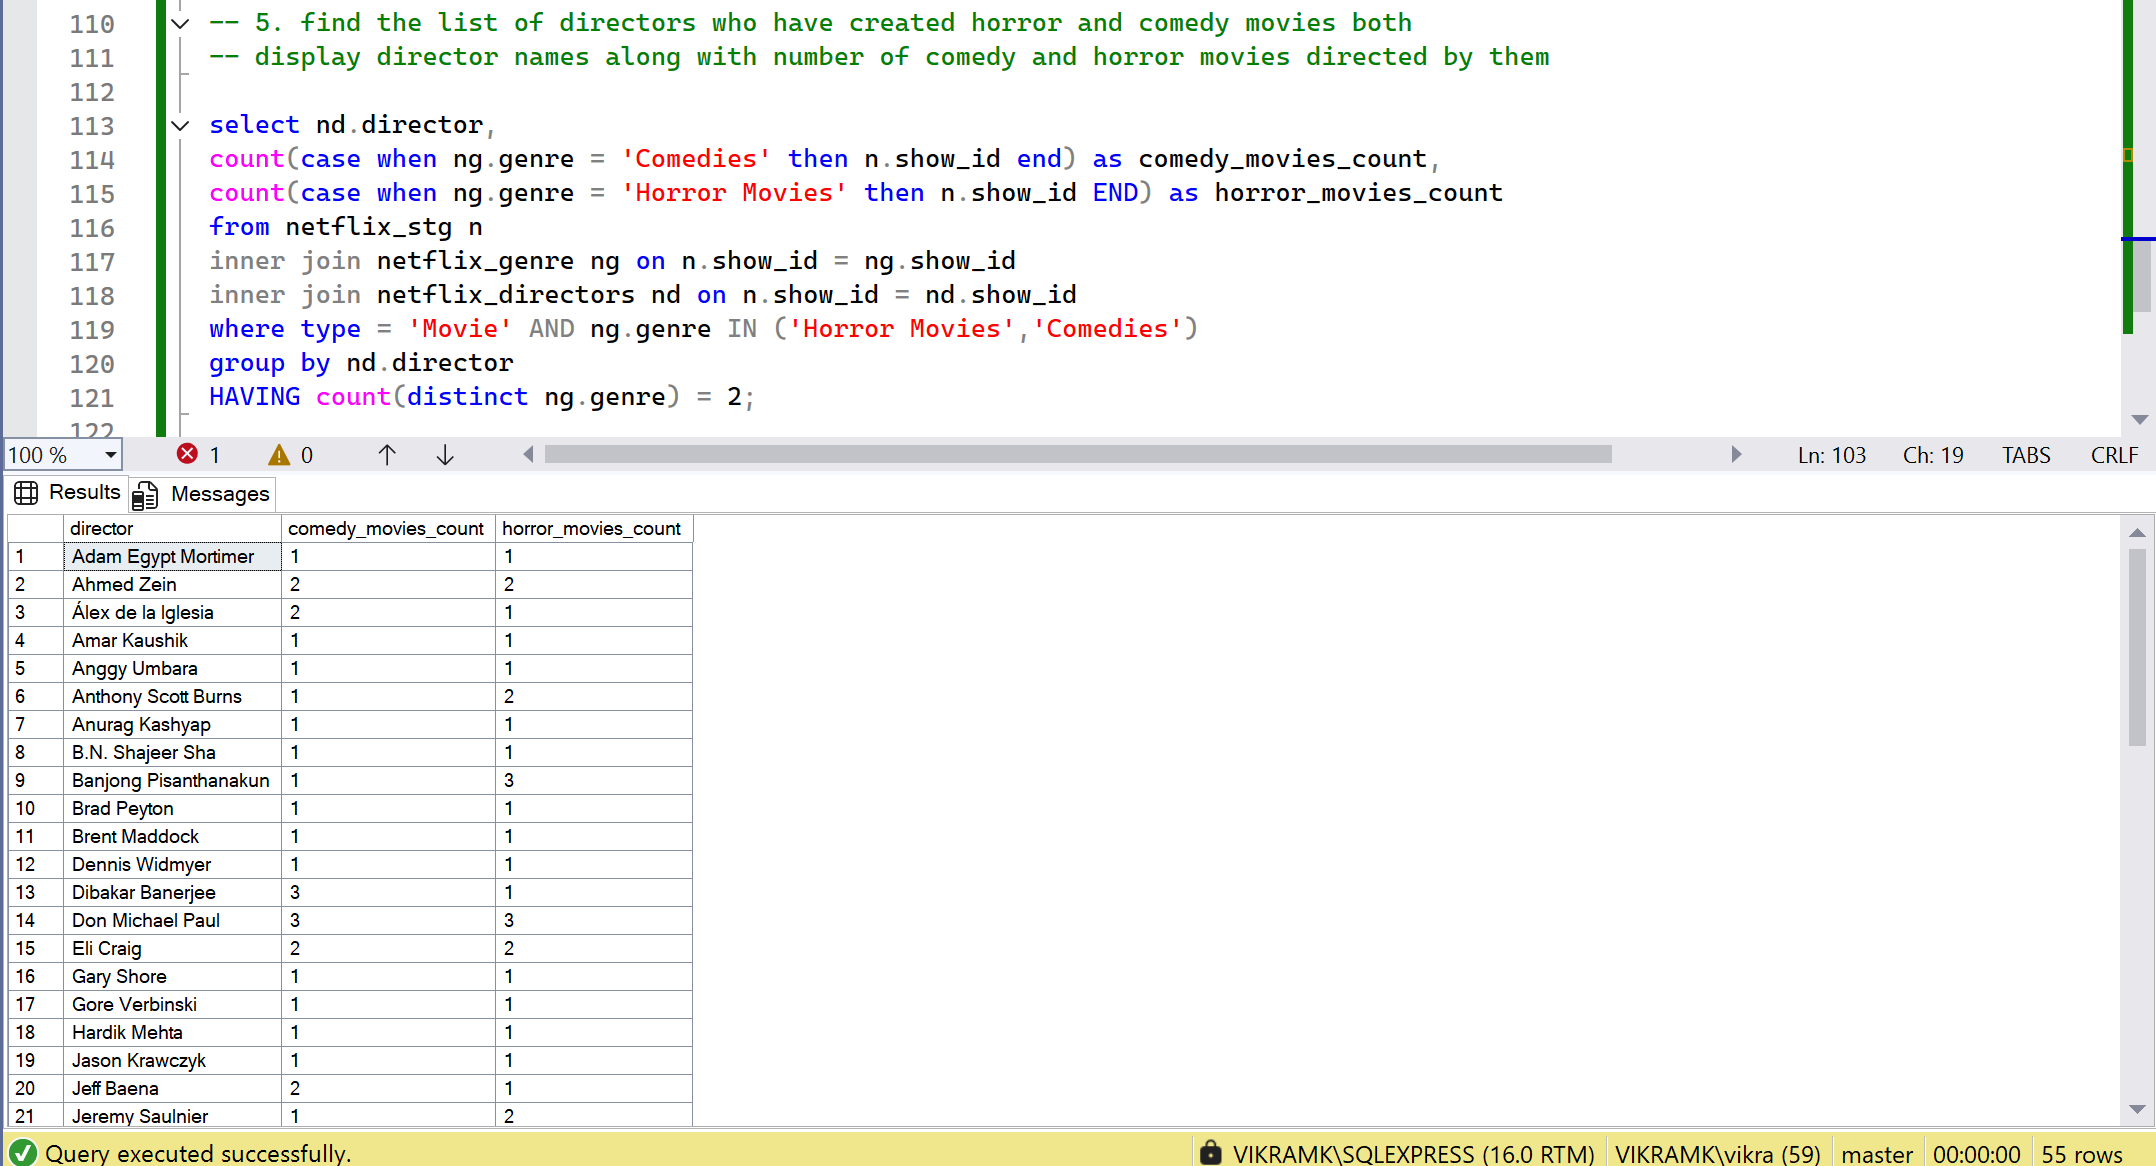 110 -- 5. find the list of directors who have created horror and comedy movies both
111 -- display director names along with number of comedy and horror movies directed by them
112
113 select nd.director,
114 count(case when ng.genre = 'Comedies' then n.show_id end) as comedy_movies_count,
115 count(case when ng.genre = 'Horror Movies' then n.show_id END) as horror_movies_count
116 from netflix_stg n
117 inner join netflix_genre ng on n.show_id = ng.show_id
118 inner join netflix_directors nd on n.show_id = nd.show_id
119 where type = 'Movie' AND ng.genre IN ('Horror Movies','Comedies')
120 group by nd.director
121 HAVING count(distinct ng.genre) = 2;
122
100 % 1 0 Ln: 103 Ch: 19 TABS CRLF
Results Messages
director comedy_movies_count horror_movies_count
1 Adam Egypt Mortimer 1 1
2 Ahmed Zein 2 2
3 Álex de la Iglesia 2 1
4 Amar Kaushik 1 1
5 Anggy Umbara 1 1
6 Anthony Scott Burns 1 2
7 Anurag Kashyap 1 1
8 B.N. Shajeer Sha 1 1
9 Banjong Pisanthanakun 1 3
10 Brad Peyton 1 1
11 Brent Maddock 1 1
12 Dennis Widmyer 1 1
13 Dibakar Banerjee 3 1
14 Don Michael Paul 3 3
15 Eli Craig 2 2
16 Gary Shore 1 1
17 Gore Verbinski 1 1
18 Hardik Mehta 1 1
19 Jason Krawczyk 1 1
20 Jeff Baena 2 1
21 Jeremy Saulnier 1 2
Query executed successfully. VIKRAMK\SQLEXPRESS (16.0 RTM) VIKRAMK\vikra (59) master 00:00:00 55 rows